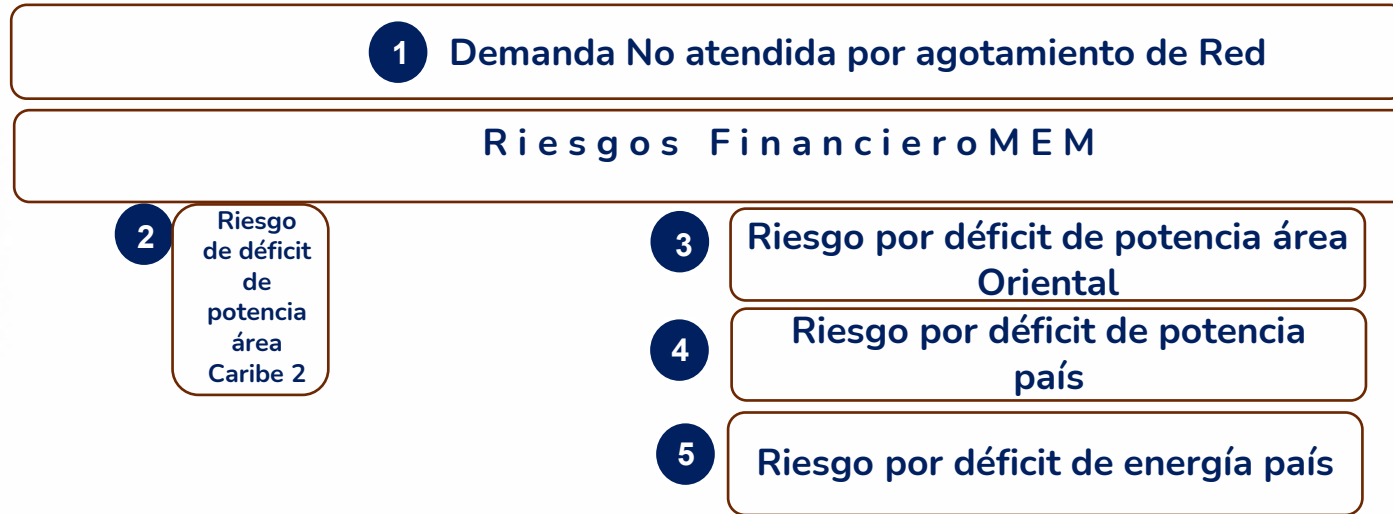 1 Demanda No atendida por agotamiento de Red
Riesgos FinancieroMEM
2
Riesgo
de déficit
de
potencia
área
Caribe 2
3
Riesgo por déficit de potencia área
Oriental
4
Riesgo por déficit de potencia
país
5
Riesgo por déficit de energía país